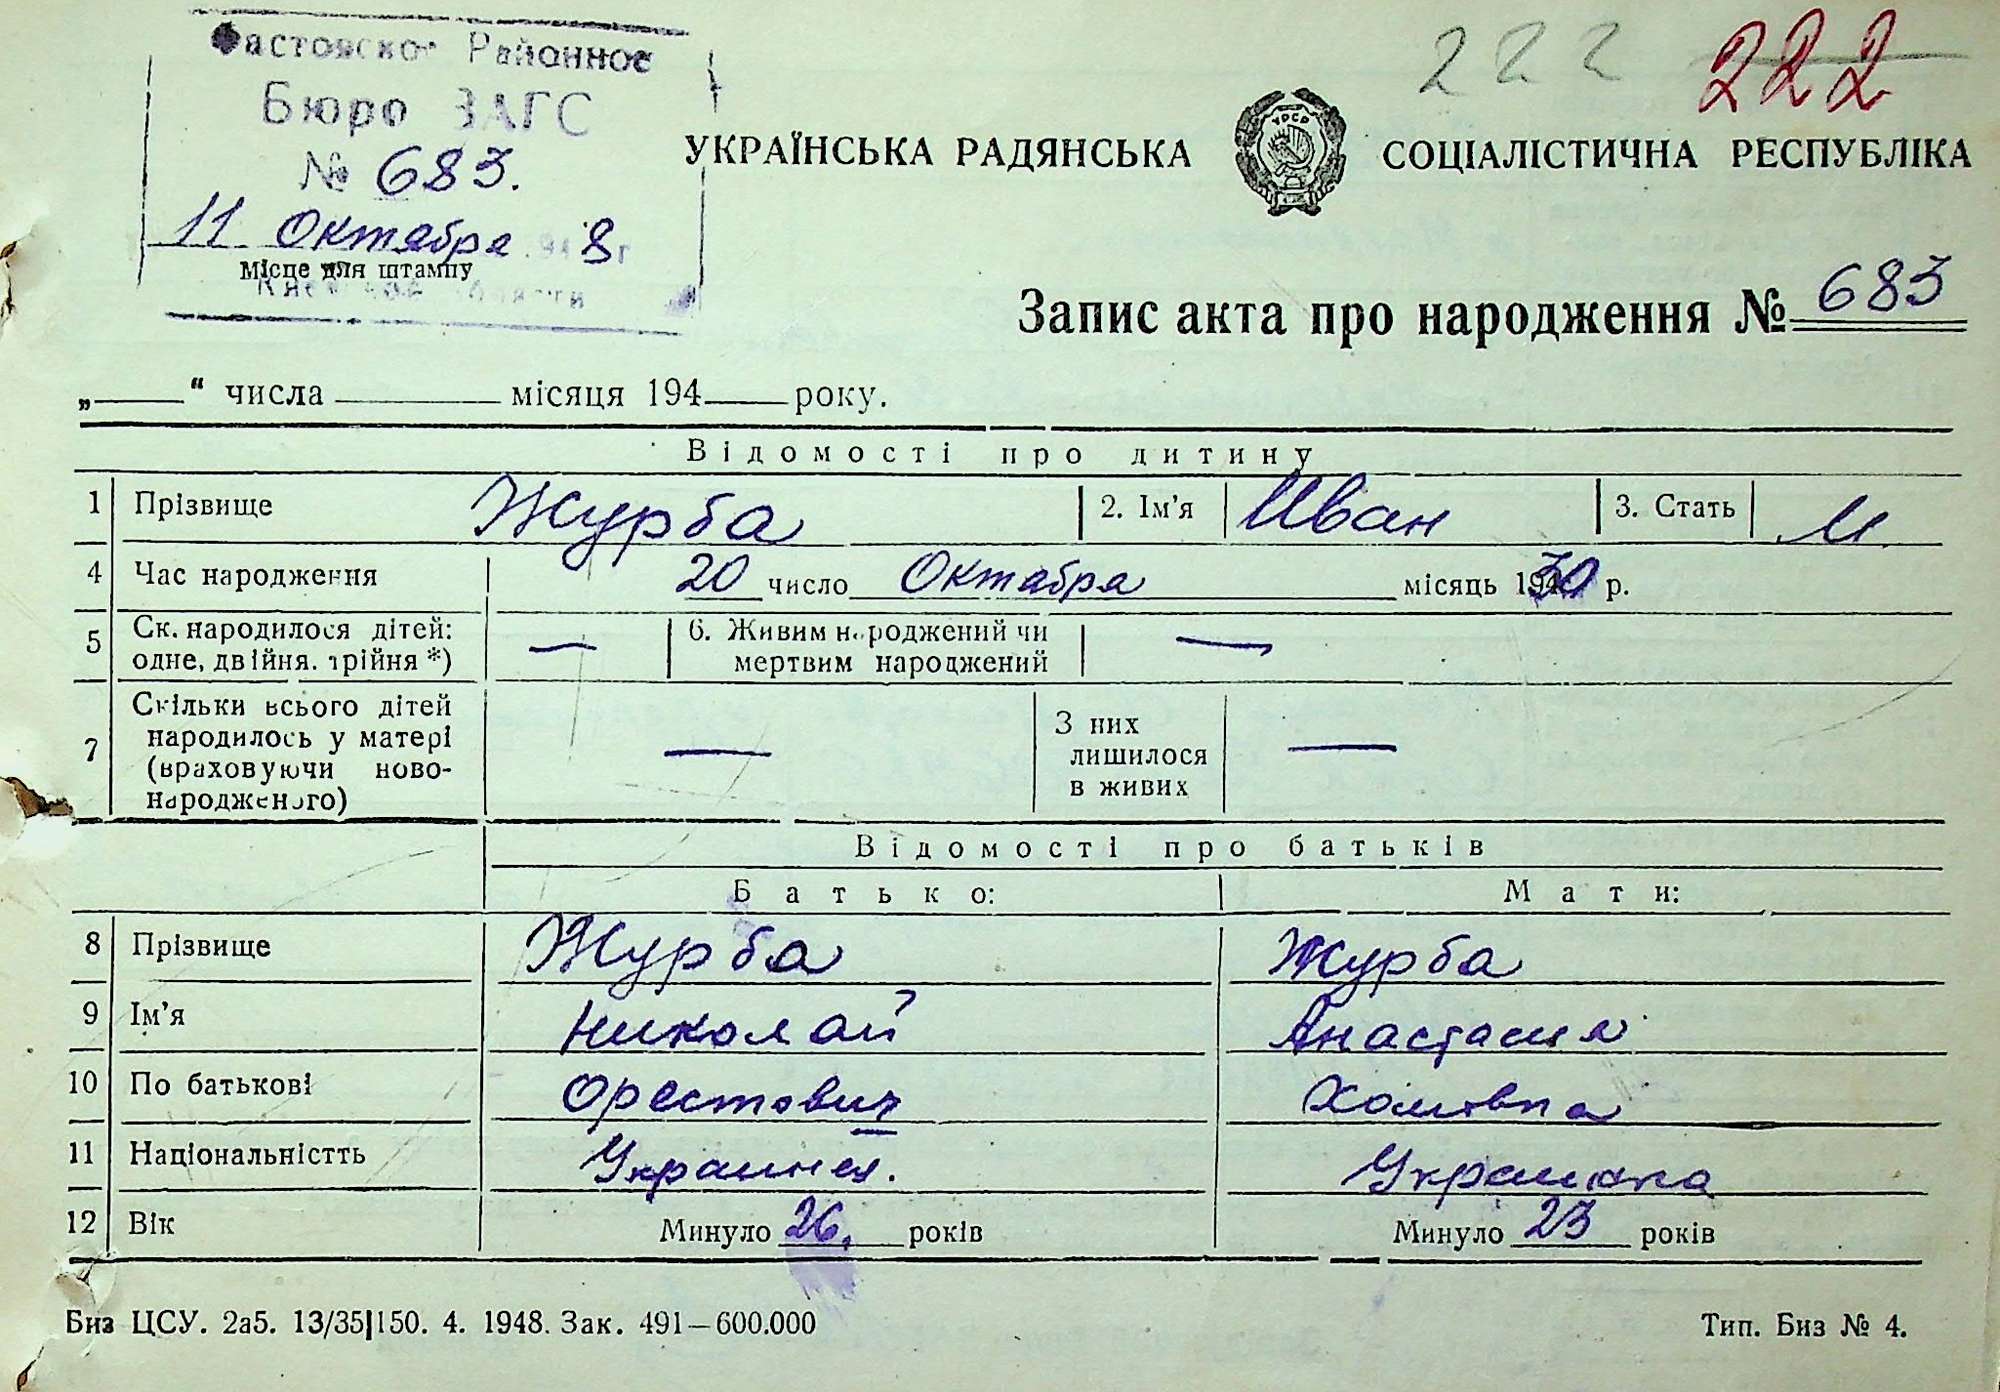 222 222
Фастовско Районное
Бюро ЗАГС
№ 683.
11 Октября 8 г
Місце для штампу
УКРАЇНСЬКА РАДЯНСЬКА СОЦІАЛІСТИЧНА РЕСПУБЛІКА
УРСР
Запис акта про народження № 683
„ “ числа місяця 194 року.
Відомості про дитину
1 Прізвище Журба 2. Ім'я Иван 3. Стать М
4 Час народження 20 число Октября місяць 1930 р.
5 Ск. народилося дітей: одне, двійня. трійня *) — 6. Живим народжений чи мертвим народжений —
7 Скільки всього дітей народилось у матері (враховуючи ново-народженого) — З них лишилося в живих —
Відомості про батьків
Батько: Мати:
8 Прізвище Журба Журба
9 Ім'я Николай Анастасия
10 По батькові Орестович
11 Національністть Украинец. Украинка
12 Вік Минуло 26, років Минуло 23 років
Биз ЦСУ. 2а5. 13/35|150. 4. 1948. Зак. 491—600.000 Тип. Биз № 4.